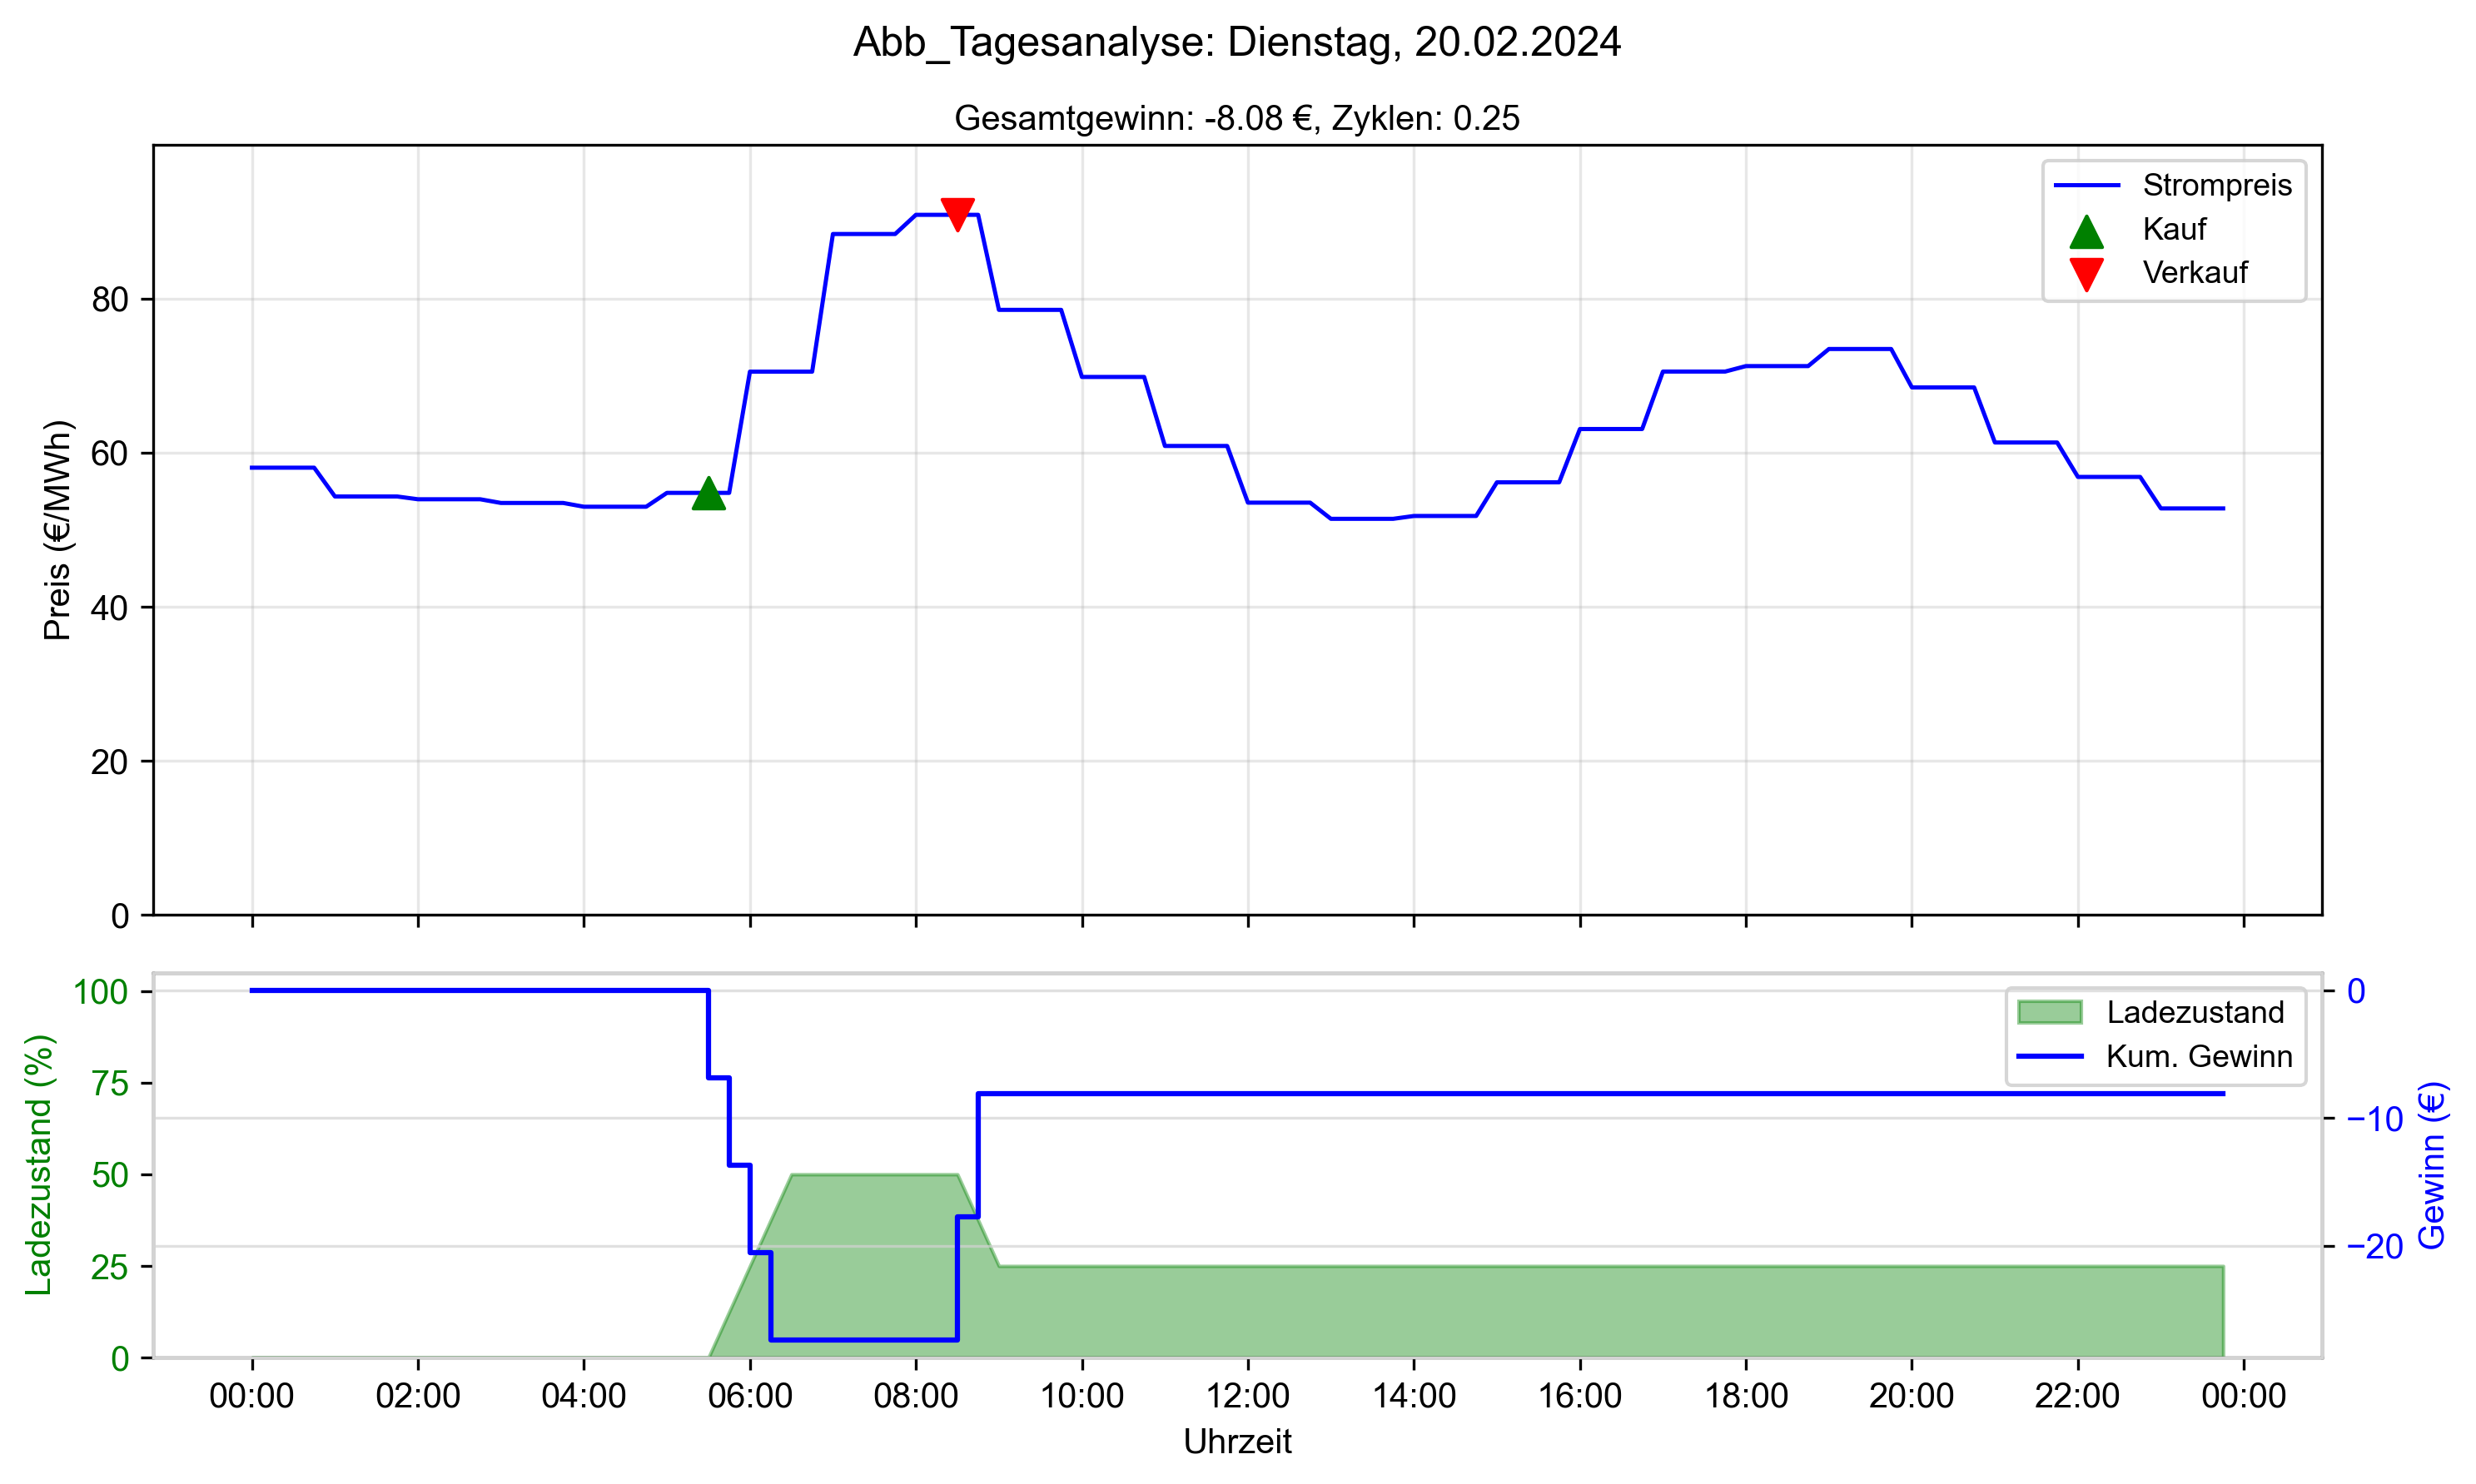 Abb_Tagesanalyse: Dienstag, 20.02.2024
Gesamtgewinn: -8.08 €, Zyklen: 0.25
Strompreis
Kauf
Verkauf
Preis (€/MWh)
80
60
40
20
0
Ladezustand
Kum. Gewinn
Ladezustand (%)
100
75
50
25
0
Gewinn (€)
0
−10
−20
00:00 02:00 04:00 06:00 08:00 10:00 12:00 14:00 16:00 18:00 20:00 22:00 00:00
Uhrzeit